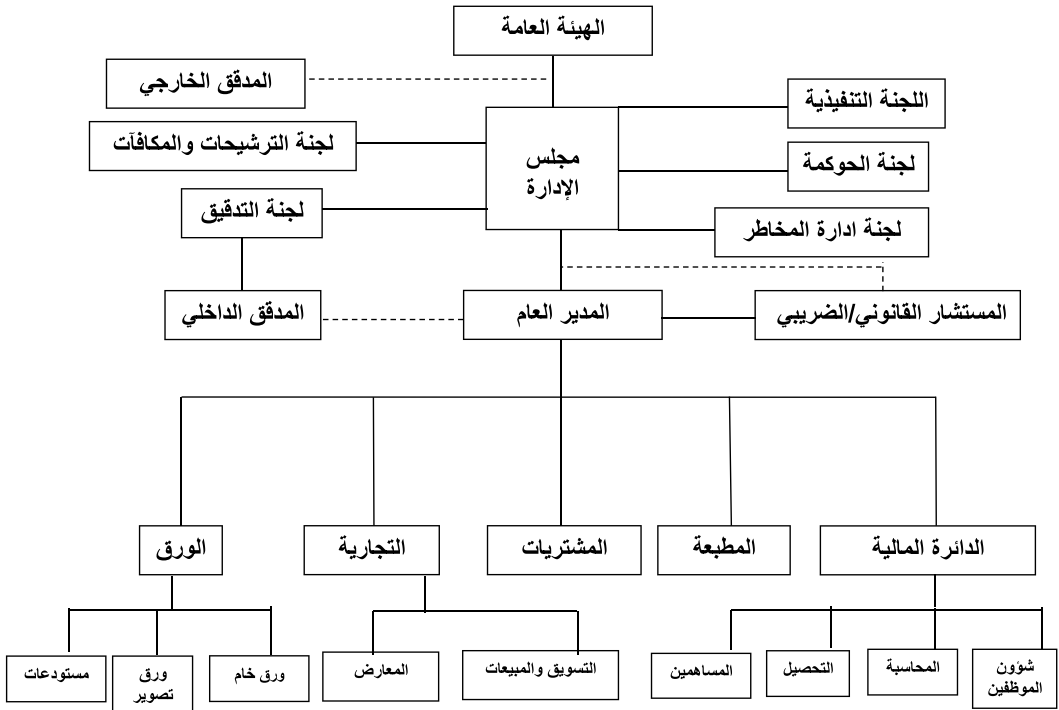 الهيئة العامة
المدقق الخارجي
اللجنة التنفيذية
لجنة الترشيحات والمكافآت
مجلس
الإدارة
لجنة الحوكمة
لجنة التدقيق
لجنة ادارة المخاطر
المستشار القانوني/الضريبي
المدير العام
المدقق الداخلي
الدائرة المالية
المطبعة
المشتريات
التجارية
الورق
شؤون
الموظفين
المحاسبة
التحصيل
المساهمين
التسويق والمبيعات
المعارض
ورق خام
ورق
تصوير
مستودعات